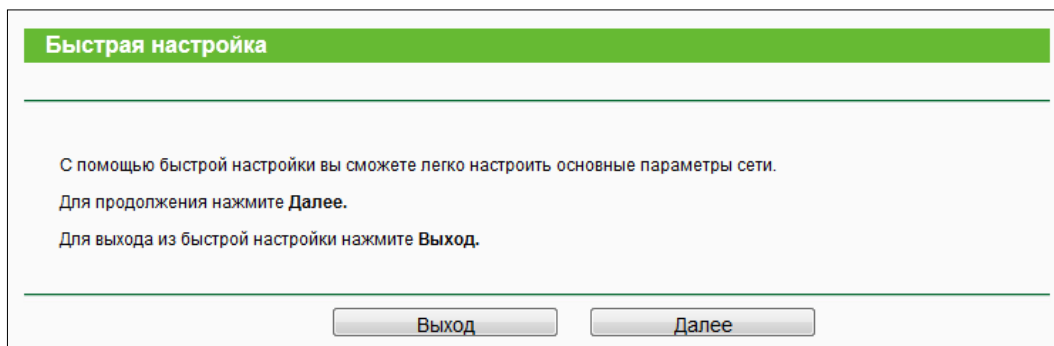 Быстрая настройка
С помощью быстрой настройки вы сможете легко настроить основные параметры сети.
Для продолжения нажмите Далее.
Для выхода из быстрой настройки нажмите Выход.
Выход Далее